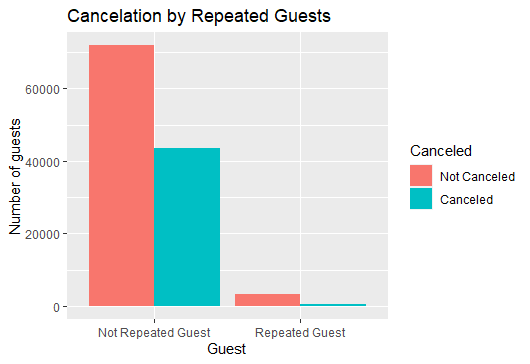 Cancelation by Repeated Guests
Number of guests
60000
40000
20000
0
Not Repeated Guest
Repeated Guest
Guest
Canceled
Not Canceled
Canceled